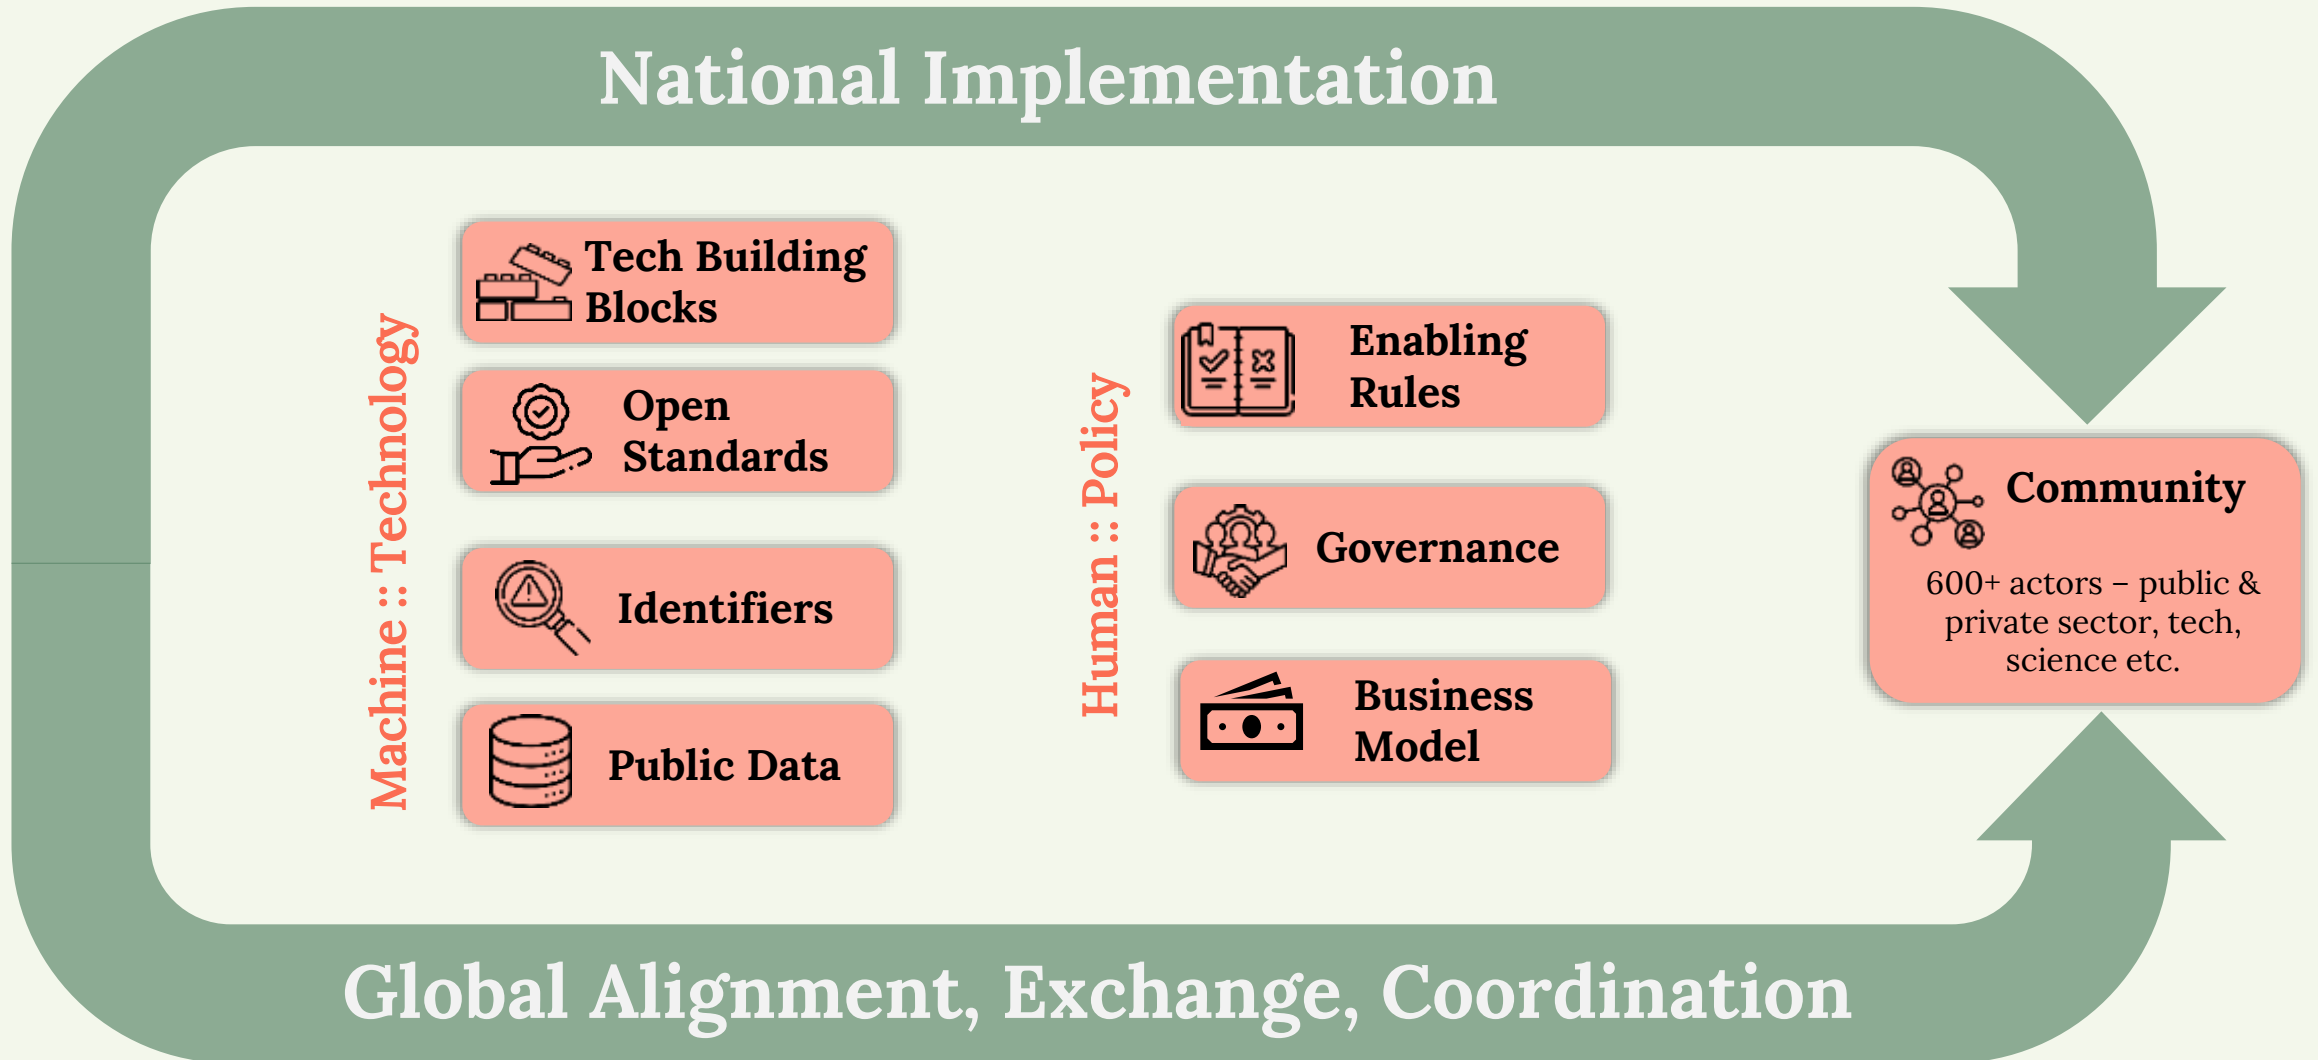 National Implementation
Machine :: Technology
Tech Building
Blocks
Open
Standards
Identifiers
Public Data
Human :: Policy
Enabling
Rules
Governance
Business
Model
Community
600+ actors – public &
private sector, tech,
science etc.
Global Alignment, Exchange, Coordination